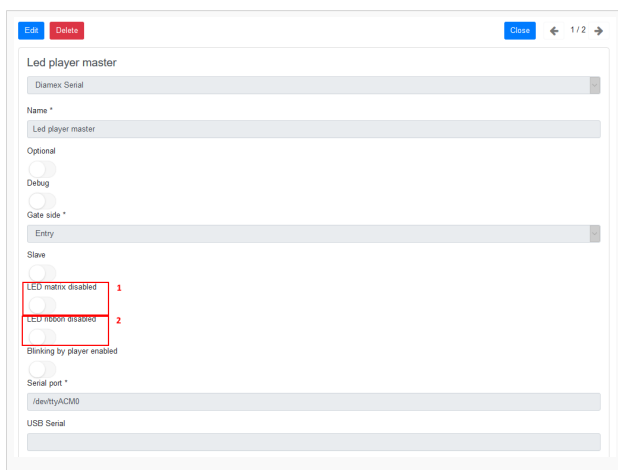 Edit Delete Close 1 / 2
Led player master
Diamex Serial
Name *
Led player master
Optional
Debug
Gate side *
Entry
Slave
LED matrix disabled 1
LED ribbon disabled 2
Blinking by player enabled
Serial port *
/dev/ttyACM0
USB Serial